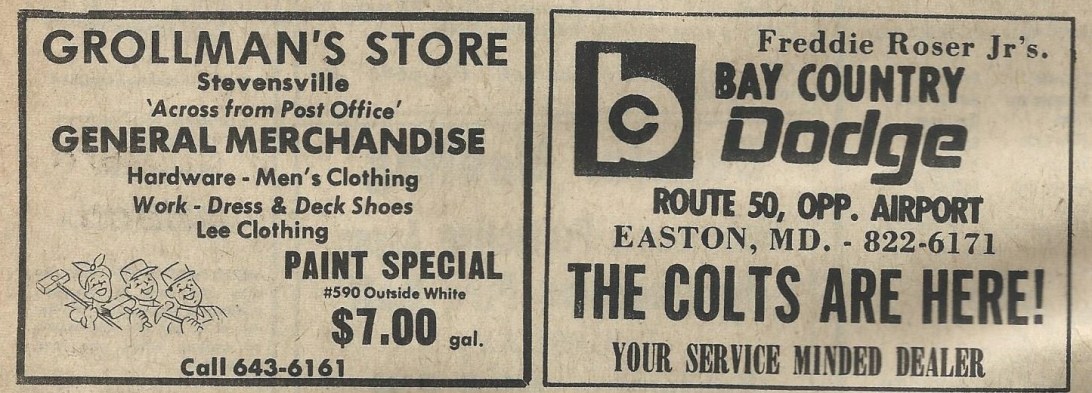 GROLLMAN'S STORE
Stevensville
'Across from Post Office'
GENERAL MERCHANDISE
Hardware - Men's Clothing
Work - Dress & Deck Shoes
Lee Clothing
PAINT SPECIAL
#590 Outside White
$7.00 gal.
Call 643-6161
Freddie Roser Jr's.
bc
BAY COUNTRY
Dodge
ROUTE 50, OPP. AIRPORT
EASTON, MD. - 822-6171
THE COLTS ARE HERE!
YOUR SERVICE MINDED DEALER